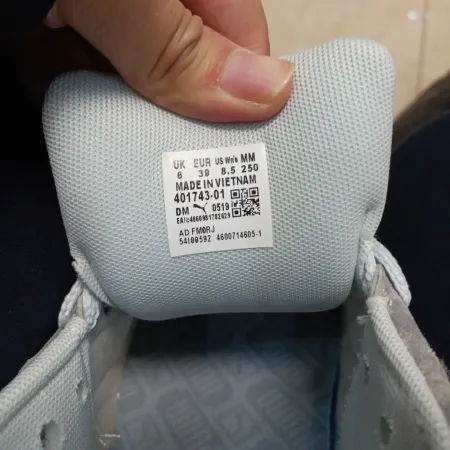 UK EUR US Wn's MM
6 39 8.5 250
MADE IN VIETNAM
401743-01
DM 0519
AD FM0RJ
54I00592 4600714605-1